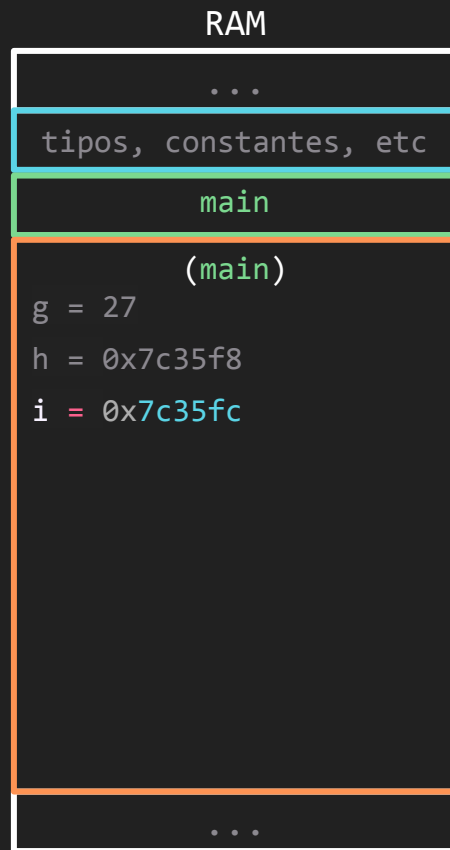 RAM
...
tipos, constantes, etc
main
(main)
g = 27
h = 0x7c35f8
i = 0x7c35fc
...